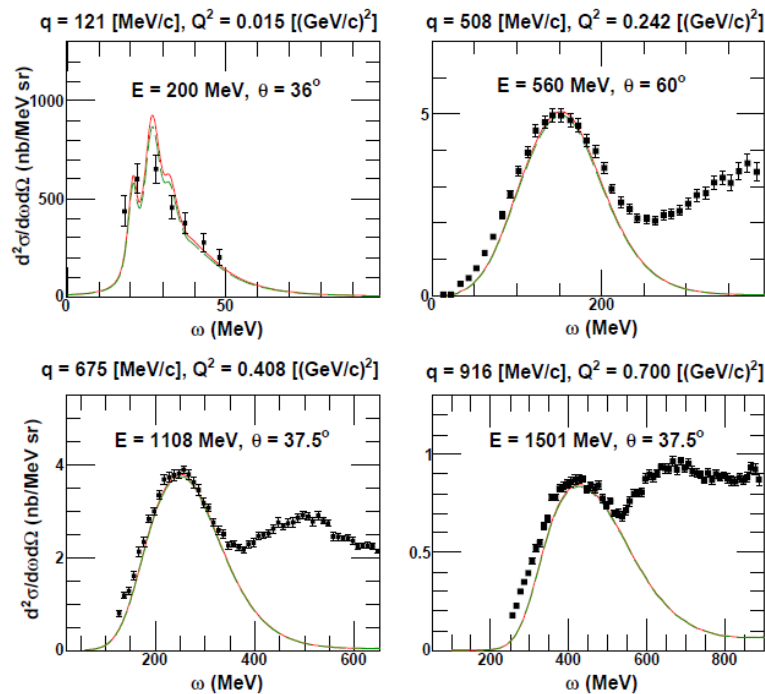 q = 121 [MeV/c], Q² = 0.015 [(GeV/c)²]
E = 200 MeV, θ = 36°
d²σ/dωdΩ (nb/MeV sr)
1000
500
0
0
50
ω (MeV)
q = 508 [MeV/c], Q² = 0.242 [(GeV/c)²]
E = 560 MeV, θ = 60°
5
0
0
200
ω (MeV)
q = 675 [MeV/c], Q² = 0.408 [(GeV/c)²]
E = 1108 MeV, θ = 37.5°
d²σ/dωdΩ (nb/MeV sr)
4
2
0
200
400
600
ω (MeV)
q = 916 [MeV/c], Q² = 0.700 [(GeV/c)²]
E = 1501 MeV, θ = 37.5°
1
0.5
0
200
400
600
800
ω (MeV)